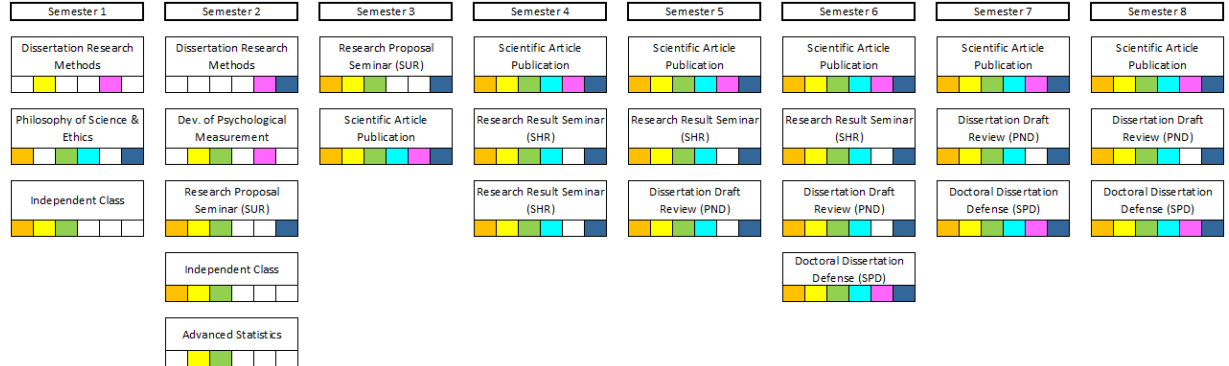 Semester 1
Semester 2
Semester 3
Semester 4
Semester 5
Semester 6
Semester 7
Semester 8
Dissertation Research
Methods
Dissertation Research
Methods
Research Proposal
Seminar (SUR)
Scientific Article
Publication
Scientific Article
Publication
Scientific Article
Publication
Scientific Article
Publication
Scientific Article
Publication
Philosophy of Science &
Ethics
Dev. of Psychological
Measurement
Scientific Article
Publication
Research Result Seminar
(SHR)
Research Result Seminar
(SHR)
Research Result Seminar
(SHR)
Dissertation Draft
Review (PND)
Dissertation Draft
Review (PND)
Independent Class
Research Proposal
Seminar (SUR)
Research Result Seminar
(SHR)
Dissertation Draft
Review (PND)
Dissertation Draft
Review (PND)
Doctoral Dissertation
Defense (SPD)
Doctoral Dissertation
Defense (SPD)
Independent Class
Doctoral Dissertation
Defense (SPD)
Advanced Statistics